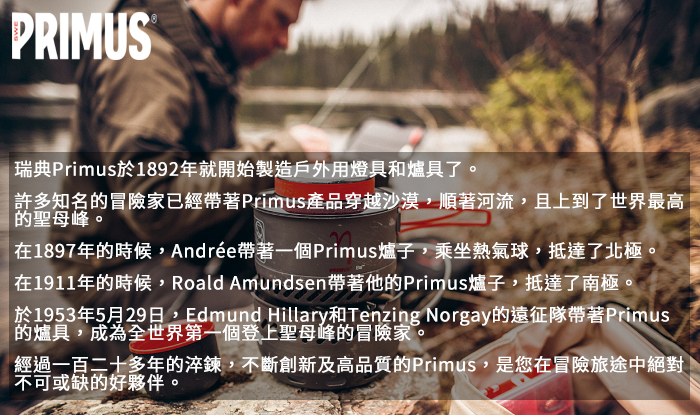 SWE
PRIMUS®
瑞典Primus於1892年就開始製造戶外用燈具和爐具了。
許多知名的冒險家已經帶著Primus產品穿越沙漠，順著河流，且上到了世界最高
的聖母峰。
在1897年的時候，Andrée帶著一個Primus爐子，乘坐熱氣球，抵達了北極。
在1911年的時候，Roald Amundsen帶著他的Primus爐子，抵達了南極。
於1953年5月29日，Edmund Hillary和Tenzing Norgay的遠征隊帶著Primus
的爐具，成為全世界第一個登上聖母峰的冒險家。
經過一百二十多年的淬鍊，不斷創新及高品質的Primus，是您在冒險旅途中絕對
不可或缺的好夥伴。